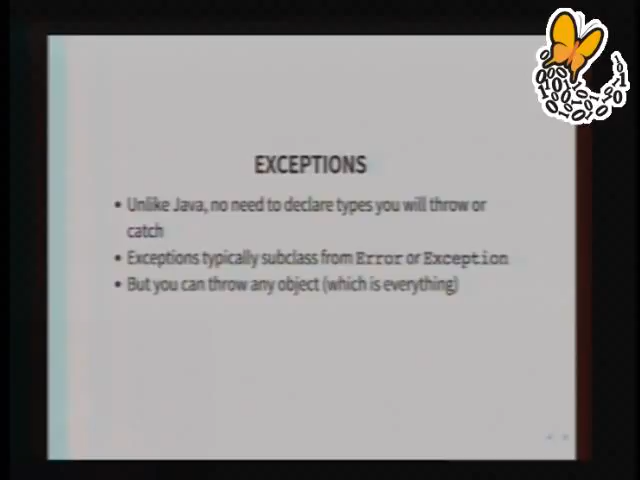 EXCEPTIONS
• Unlike Java, no need to declare types you will throw or
catch
• Exceptions typically subclass from Error or Exception
• But you can throw any object (which is everything)